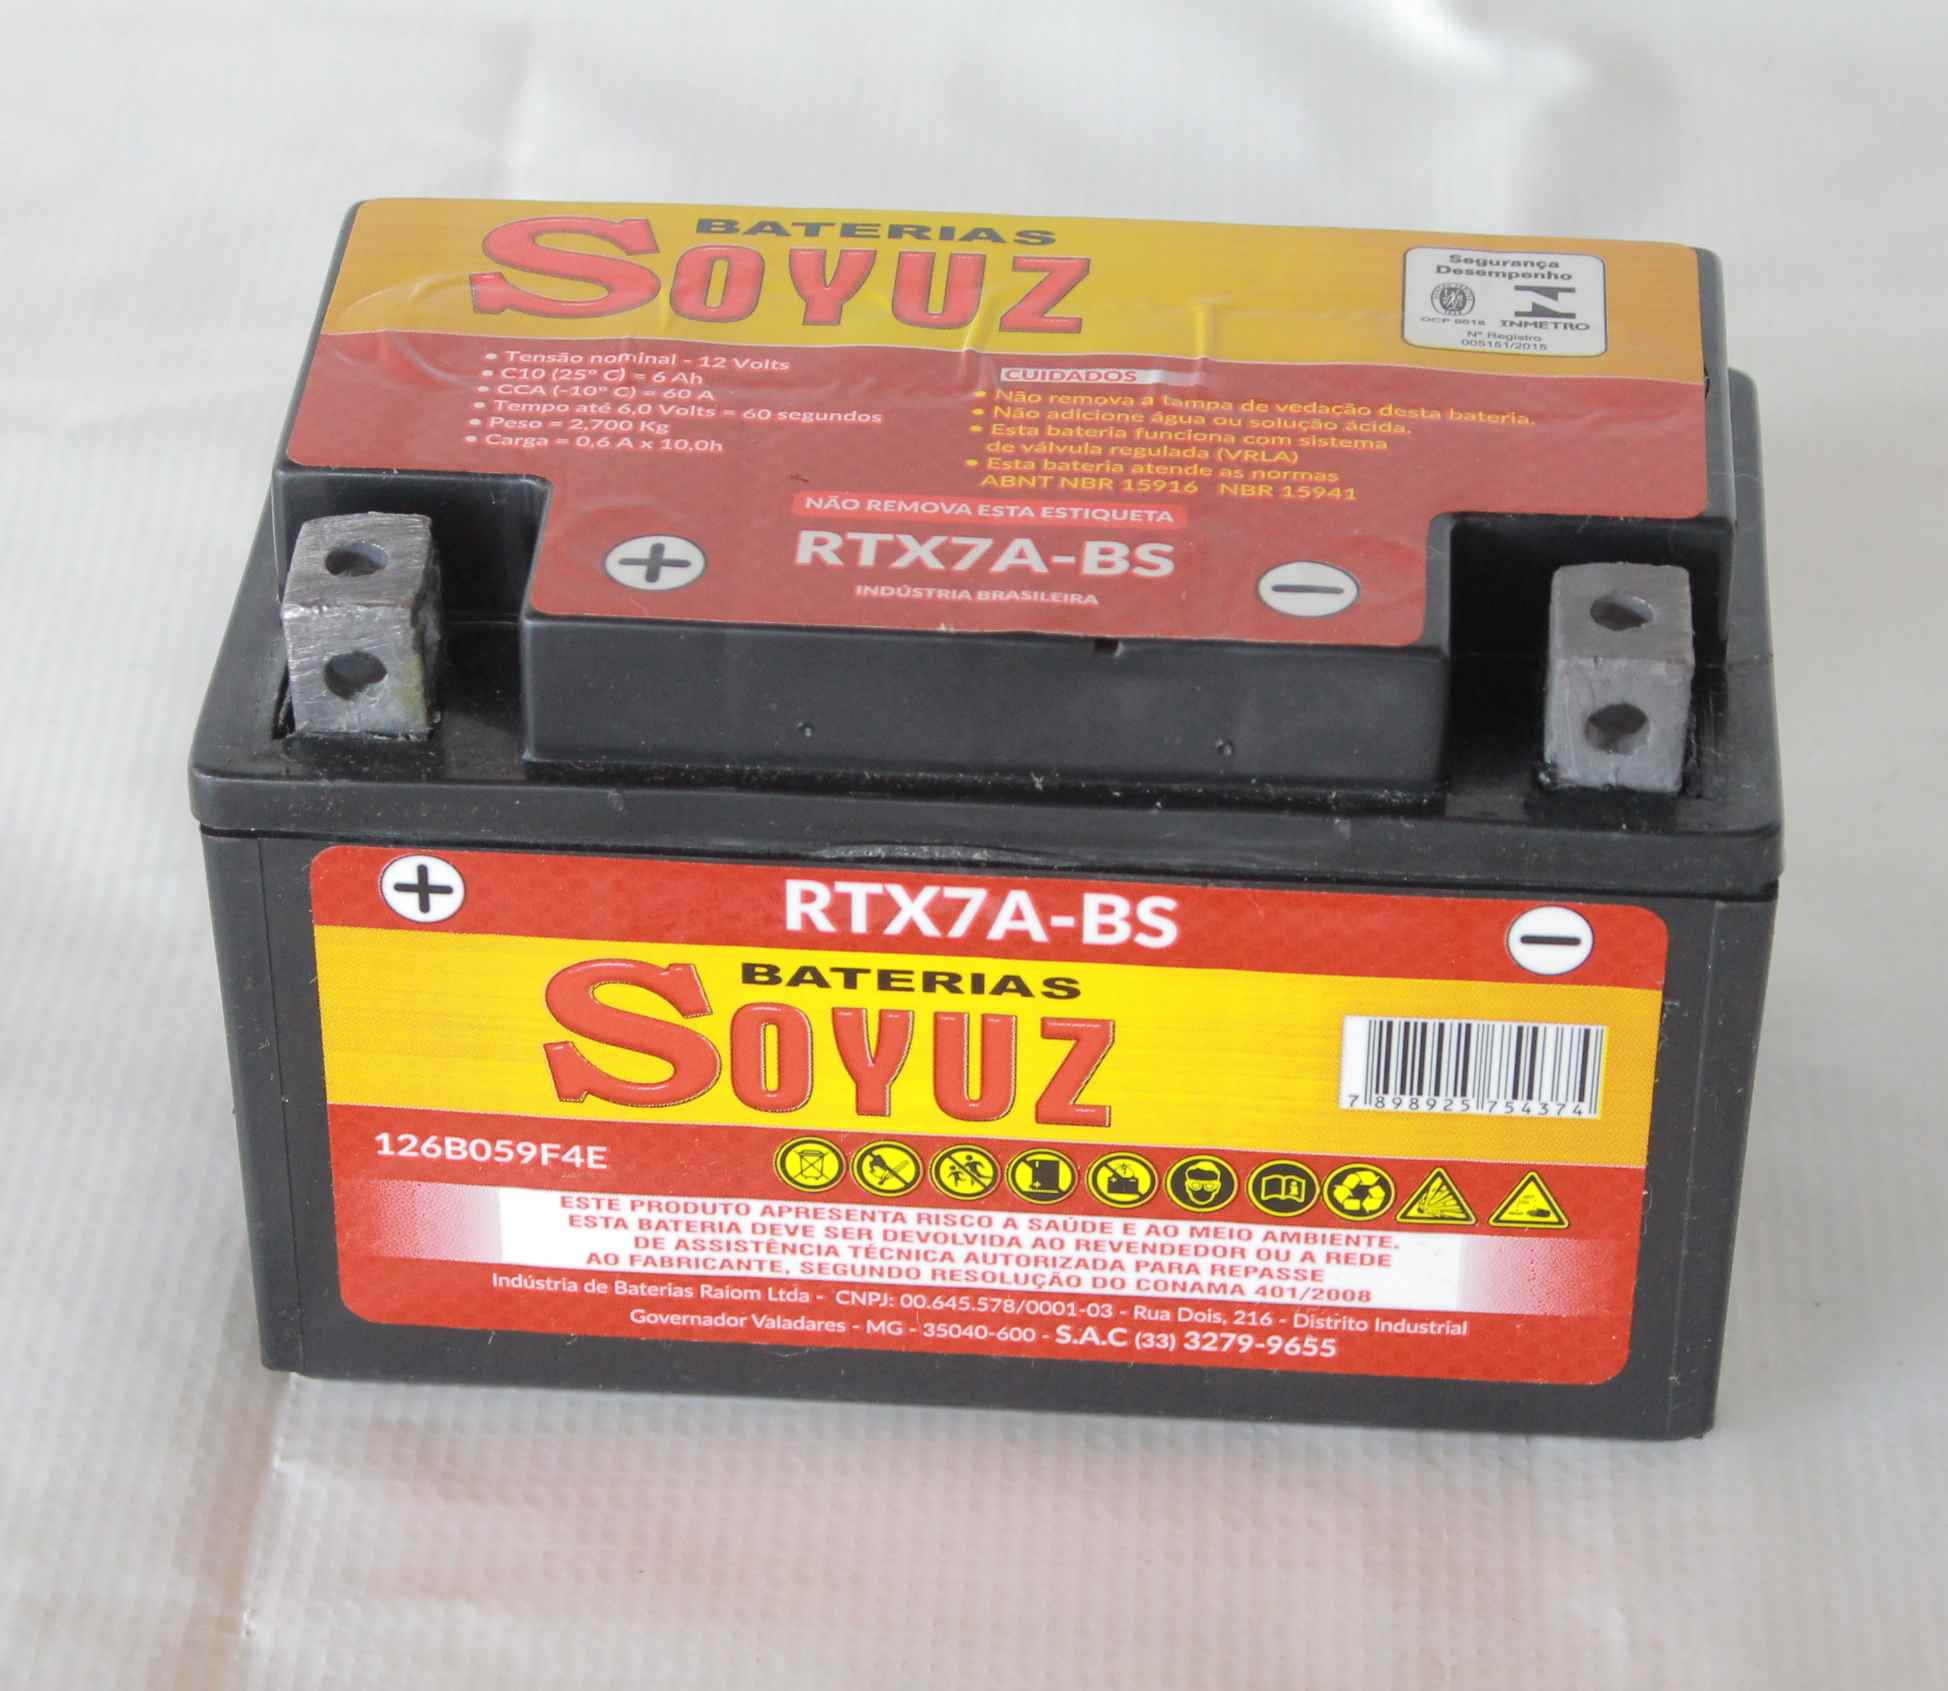 BATERIAS
SOYUZ
Segurança
Desempenho
INMETRO
Nº Registro
005151/2015
• Tensão nominal - 12 Volts
• C10 (25° C) = 6 Ah
• CCA (-10° C) = 60 A
• Tempo até 6,0 Volts = 60 segundos
• Peso = 2,700 Kg
• Carga = 0,6 A x 10,0h
CUIDADOS
• Não remova a tampa de vedação desta bateria.
• Não adicione água ou solução ácida.
• Esta bateria funciona com sistema
de válvula regulada (VRLA)
• Esta bateria atende as normas
ABNT NBR 15916 NBR 15941
NÃO REMOVA ESTA ESTIQUETA
+ RTX7A-BS −
INDÚSTRIA BRASILEIRA
+ RTX7A-BS −
BATERIAS
SOYUZ
7 898925 754374
126B059F4E
ESTE PRODUTO APRESENTA RISCO A SAÚDE E AO MEIO AMBIENTE.
ESTA BATERIA DEVE SER DEVOLVIDA AO REVENDEDOR OU A REDE
DE ASSISTÊNCIA TÉCNICA AUTORIZADA PARA REPASSE
AO FABRICANTE, SEGUNDO RESOLUÇÃO DO CONAMA 401/2008
Indústria de Baterias Raiom Ltda - CNPJ: 00.645.578/0001-03 - Rua Dois, 216 - Distrito Industrial
Governador Valadares - MG - 35040-600 - S.A.C (33) 3279-9655